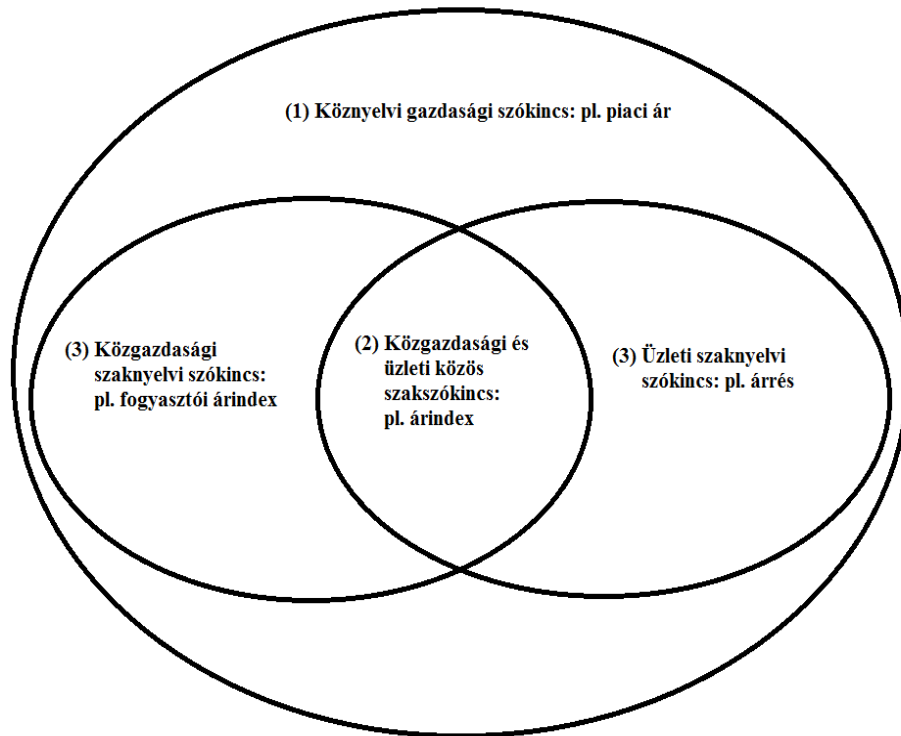 (1) Köznyelvi gazdasági szókincs: pl. piaci ár
(3) Közgazdasági
szaknyelvi szókincs:
pl. fogyasztói árindex
(2) Közgazdasági és
üzleti közös
szakszókincs:
pl. árindex
(3) Üzleti szaknyelvi
szókincs: pl. árrés